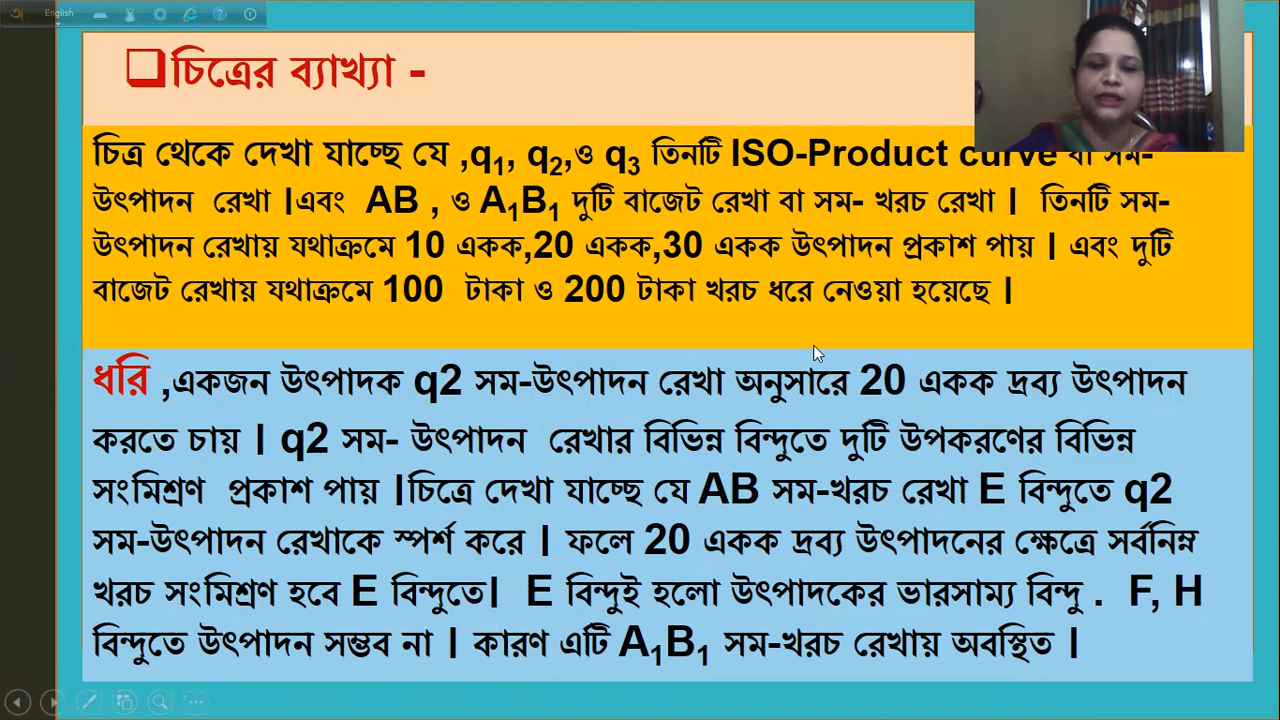 English
❑চিত্রের ব্যাখ্যা -
চিত্র থেকে দেখা যাচ্ছে যে ,q₁, q₂,ও q₃ তিনটি ISO-Product curve বা সম-
উৎপাদন রেখা |এবং AB , ও A₁B₁ দুটি বাজেট রেখা বা সম- খরচ রেখা | তিনটি সম-
উৎপাদন রেখায় যথাক্রমে 10 একক,20 একক,30 একক উৎপাদন প্রকাশ পায় | এবং দুটি
বাজেট রেখায় যথাক্রমে 100 টাকা ও 200 টাকা খরচ ধরে নেওয়া হয়েছে |
ধরি ,একজন উৎপাদক q2 সম-উৎপাদন রেখা অনুসারে 20 একক দ্রব্য উৎপাদন
করতে চায় | q2 সম- উৎপাদন রেখার বিভিন্ন বিন্দুতে দুটি উপকরণের বিভিন্ন
সংমিশ্রণ প্রকাশ পায় |চিত্রে দেখা যাচ্ছে যে AB সম-খরচ রেখা E বিন্দুতে q2
সম-উৎপাদন রেখাকে স্পর্শ করে | ফলে 20 একক দ্রব্য উৎপাদনের ক্ষেত্রে সর্বনিম্ন
খরচ সংমিশ্রণ হবে E বিন্দুতে| E বিন্দুই হলো উৎপাদকের ভারসাম্য বিন্দু . F, H
বিন্দুতে উৎপাদন সম্ভব না | কারণ এটি A₁B₁ সম-খরচ রেখায় অবস্থিত |